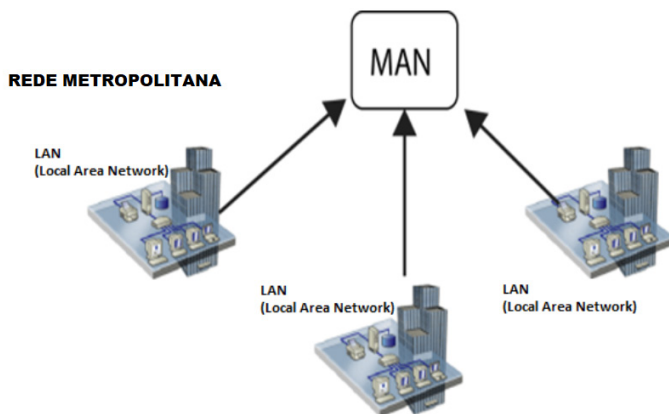 MAN
REDE METROPOLITANA
LAN
(Local Area Network)
LAN
(Local Area Network)
LAN
(Local Area Network)